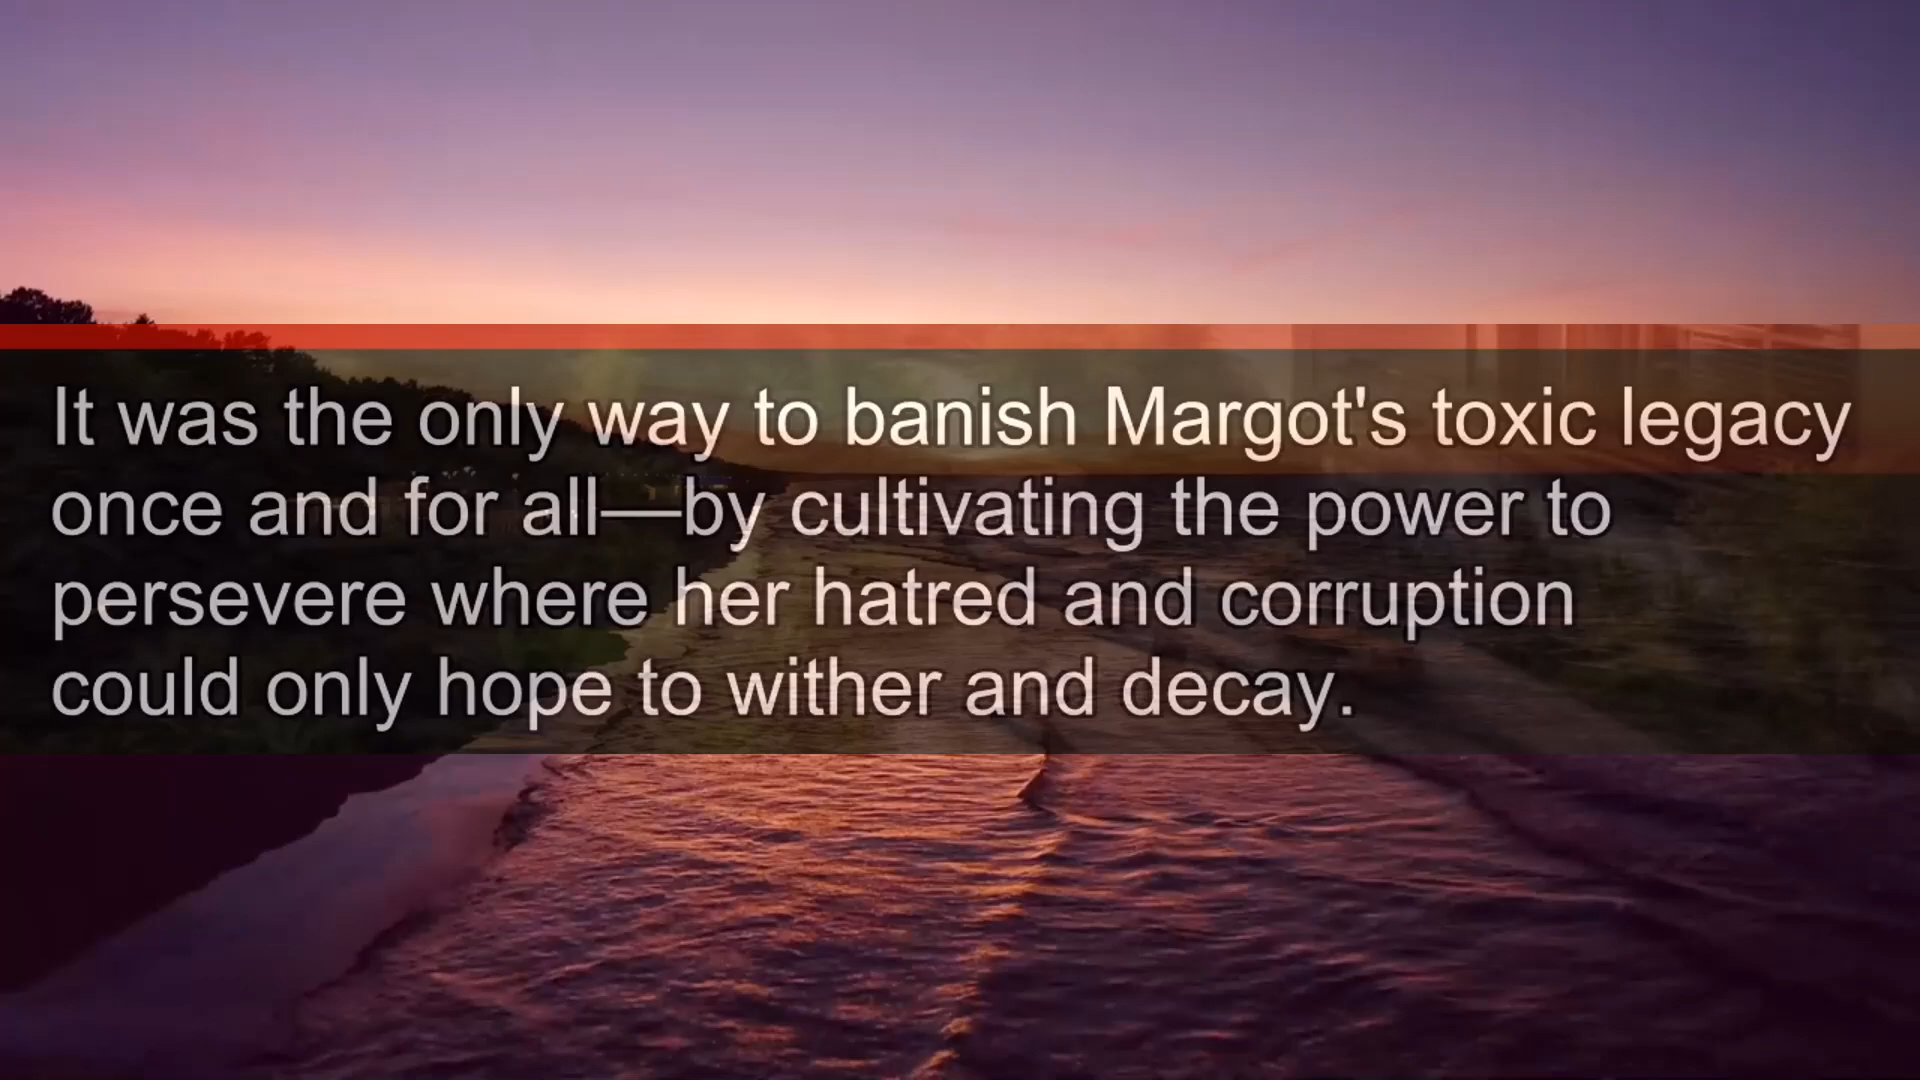 It was the only way to banish Margot's toxic legacy
once and for all—by cultivating the power to
persevere where her hatred and corruption
could only hope to wither and decay.